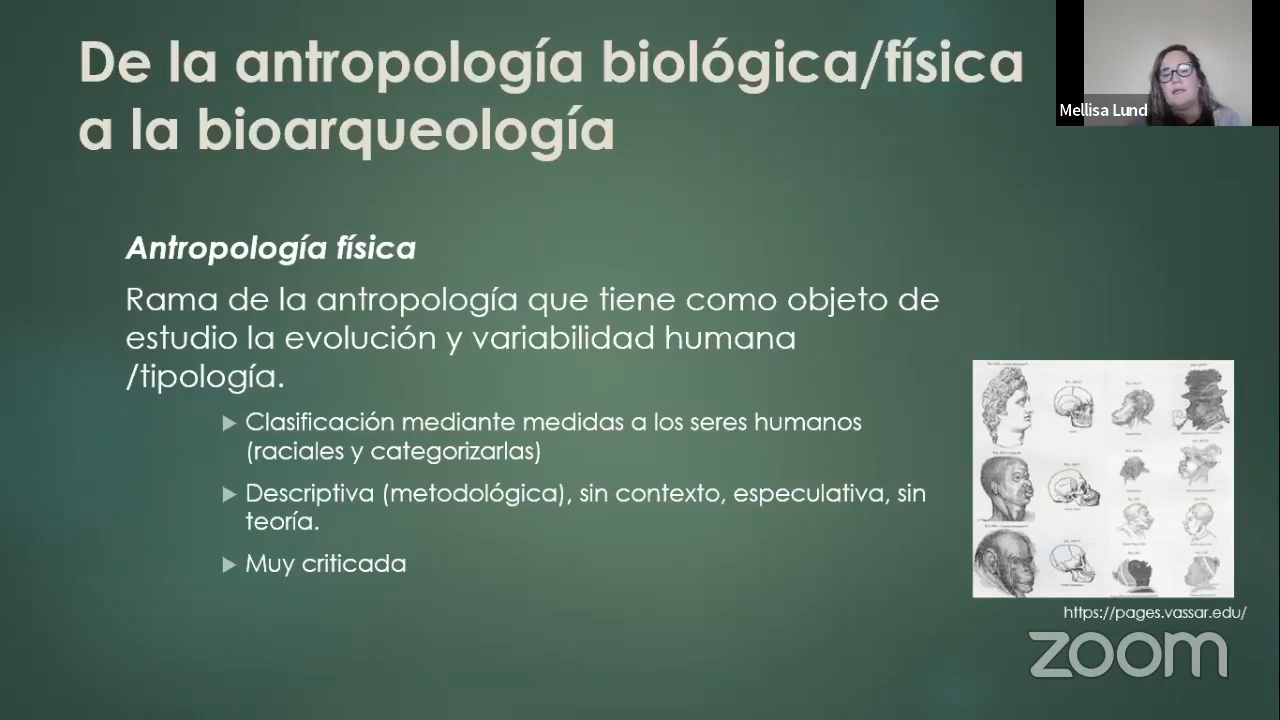 De la antropología biológica/física
a la bioarqueología
Mellisa Lund
Antropología física
Rama de la antropología que tiene como objeto de
estudio la evolución y variabilidad humana
/tipología.
Clasificación mediante medidas a los seres humanos
(raciales y categorizarlas)
Descriptiva (metodológica), sin contexto, especulativa, sin
teoría.
Muy criticada
https://pages.vassar.edu/
zoom